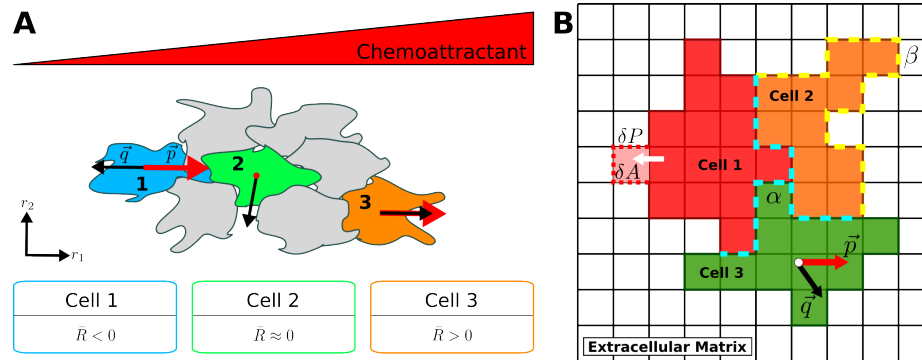 A
Chemoattractant
q⃗
p⃗
1
2
3
r₂
r₁
Cell 1
R̄ < 0
Cell 2
R̄ ≈ 0
Cell 3
R̄ > 0
B
β
Cell 2
δP
δA
Cell 1
α
p⃗
Cell 3
q⃗
Extracellular Matrix